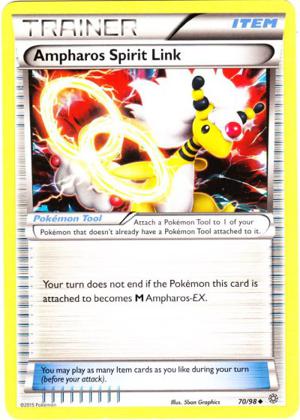 TRAINER ITEM
Ampharos Spirit Link
Pokémon Tool
Attach a Pokémon Tool to 1 of your
Pokémon that doesn't already have a Pokémon Tool attached to it.
Your turn does not end if the Pokémon this card is
attached to becomes M Ampharos-EX.
You may play as many Item cards as you like during your turn
(before your attack).
©2015 Pokémon
Illus. 5ban Graphics
70/98